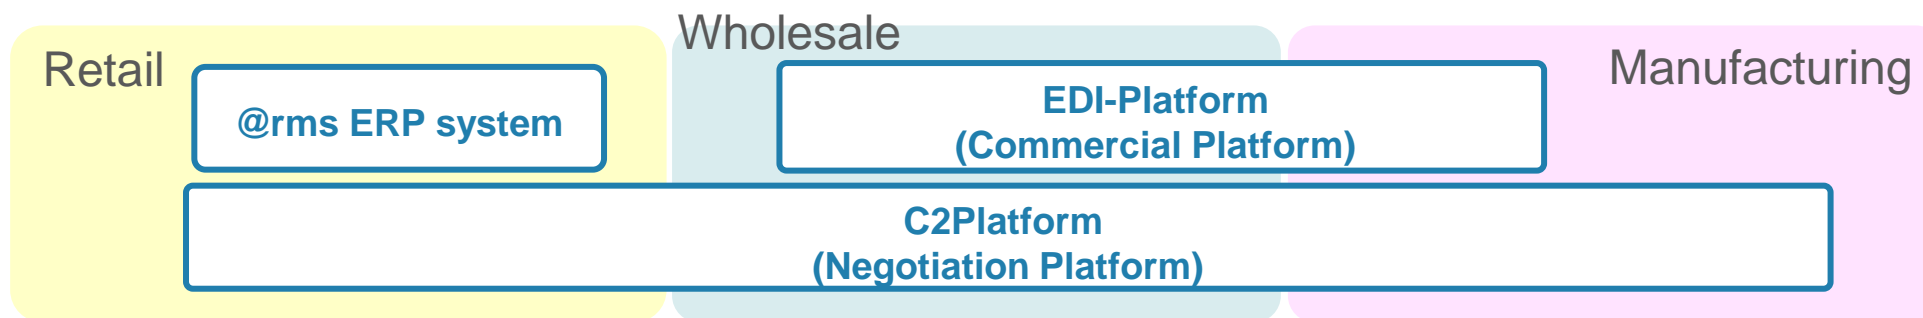 Retail
Wholesale
Manufacturing
@rms ERP system
EDI-Platform
(Commercial Platform)
C2Platform
(Negotiation Platform)